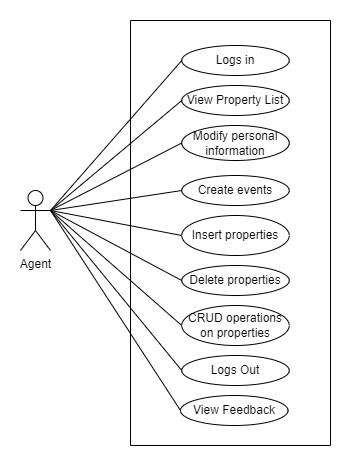 Logs in
View Property List
Modify personal
information
Create events
Insert properties
Agent
Delete properties
CRUD operations
on properties
Logs Out
View Feedback